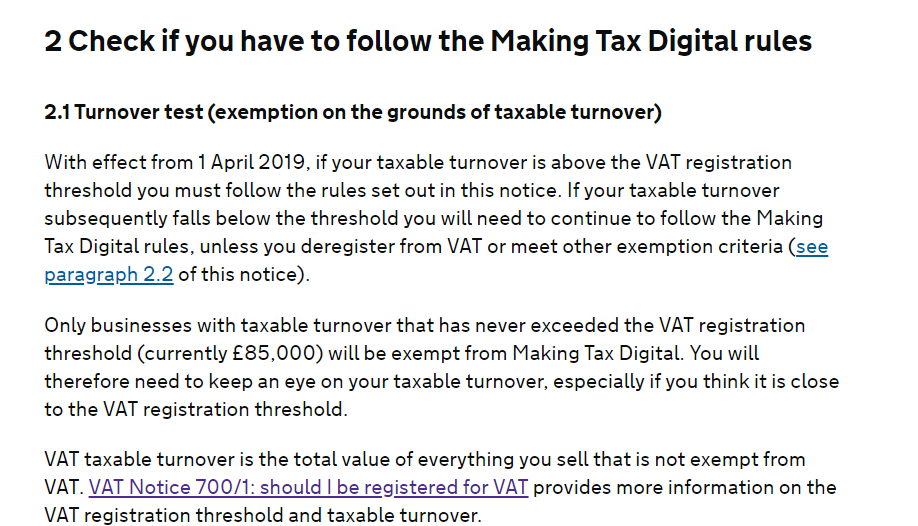 2 Check if you have to follow the Making Tax Digital rules
2.1 Turnover test (exemption on the grounds of taxable turnover)
With effect from 1 April 2019, if your taxable turnover is above the VAT registration
threshold you must follow the rules set out in this notice. If your taxable turnover
subsequently falls below the threshold you will need to continue to follow the Making
Tax Digital rules, unless you deregister from VAT or meet other exemption criteria (see
paragraph 2.2 of this notice).
Only businesses with taxable turnover that has never exceeded the VAT registration
threshold (currently £85,000) will be exempt from Making Tax Digital. You will
therefore need to keep an eye on your taxable turnover, especially if you think it is close
to the VAT registration threshold.
VAT taxable turnover is the total value of everything you sell that is not exempt from
VAT. VAT Notice 700/1: should I be registered for VAT provides more information on the
VAT registration threshold and taxable turnover.